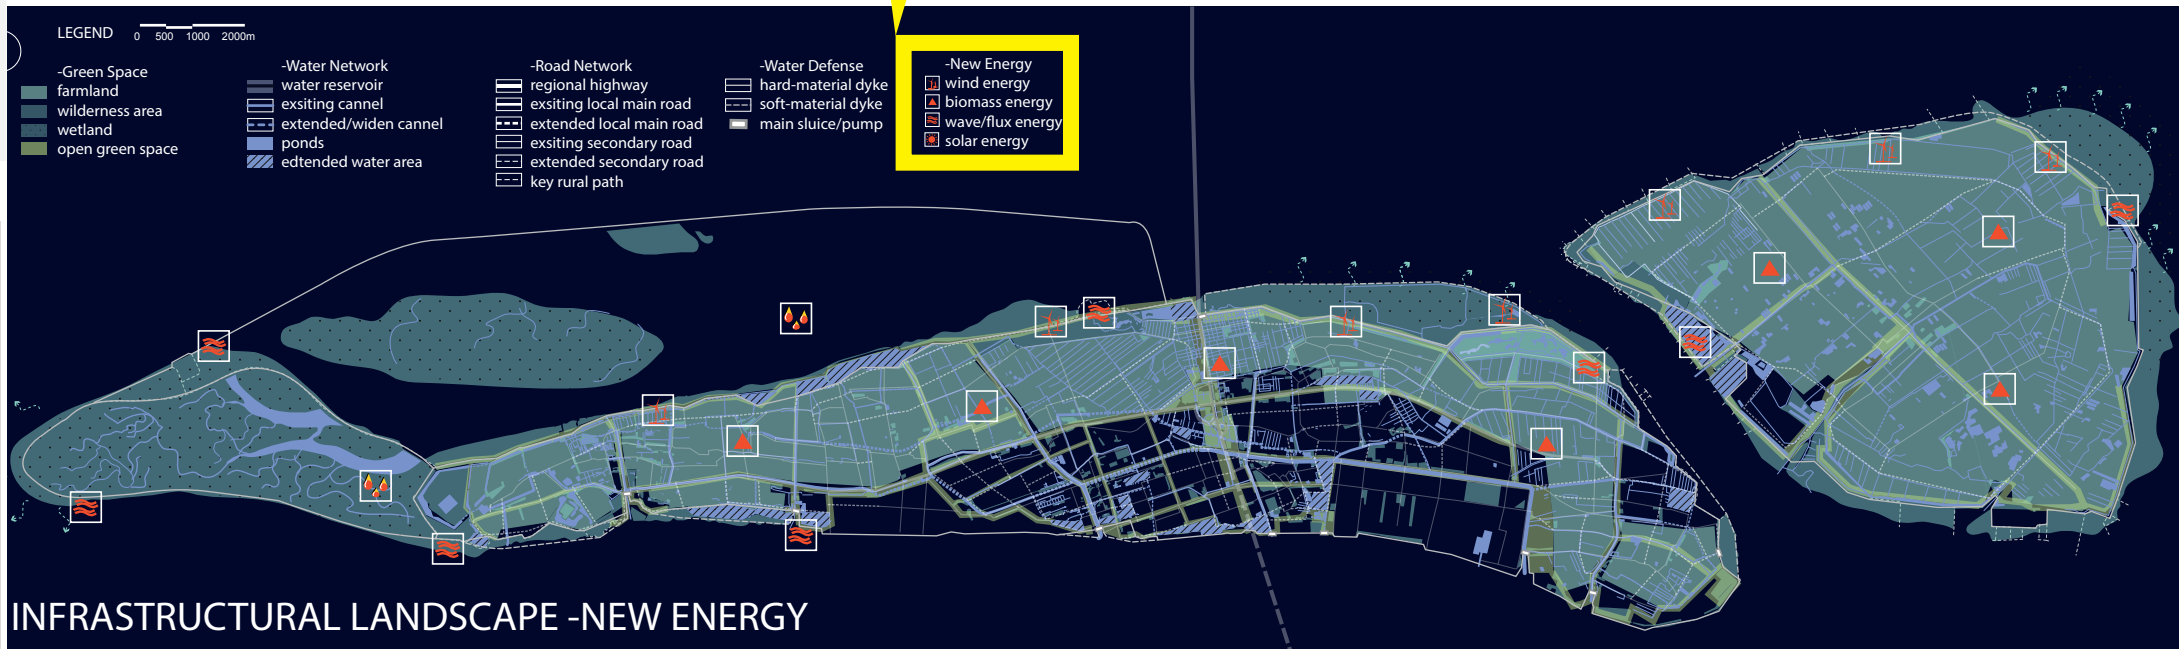 LEGEND
0 500 1000 2000m
-Green Space
farmland
wilderness area
wetland
open green space
-Water Network
water reservoir
exsiting cannel
extended/widen cannel
ponds
edtended water area
-Road Network
regional highway
exsiting local main road
extended local main road
exsiting secondary road
extended secondary road
key rural path
-Water Defense
hard-material dyke
soft-material dyke
main sluice/pump
-New Energy
wind energy
biomass energy
wave/flux energy
solar energy
INFRASTRUCTURAL LANDSCAPE -NEW ENERGY